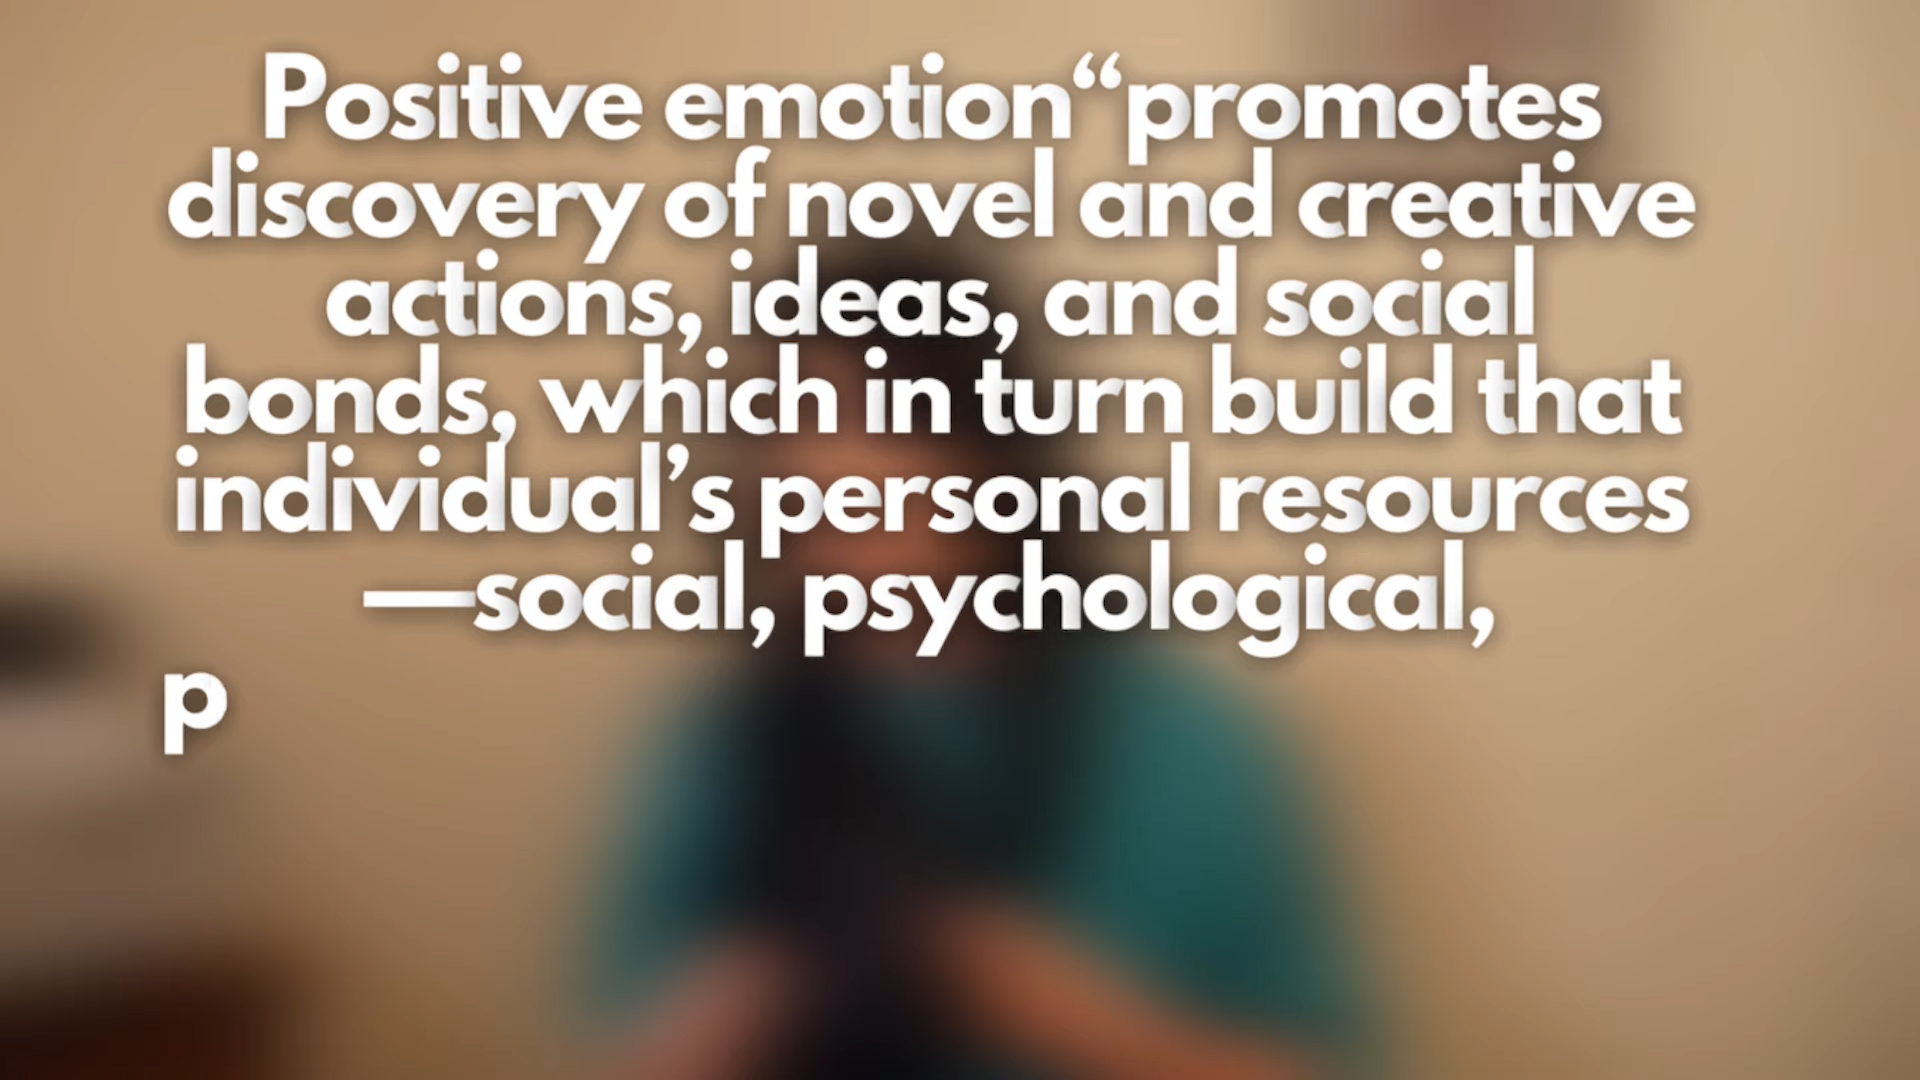 Positive emotion“promotes
discovery of novel and creative
actions, ideas, and social
bonds, which in turn build that
individual’s personal resources
—social, psychological,
p